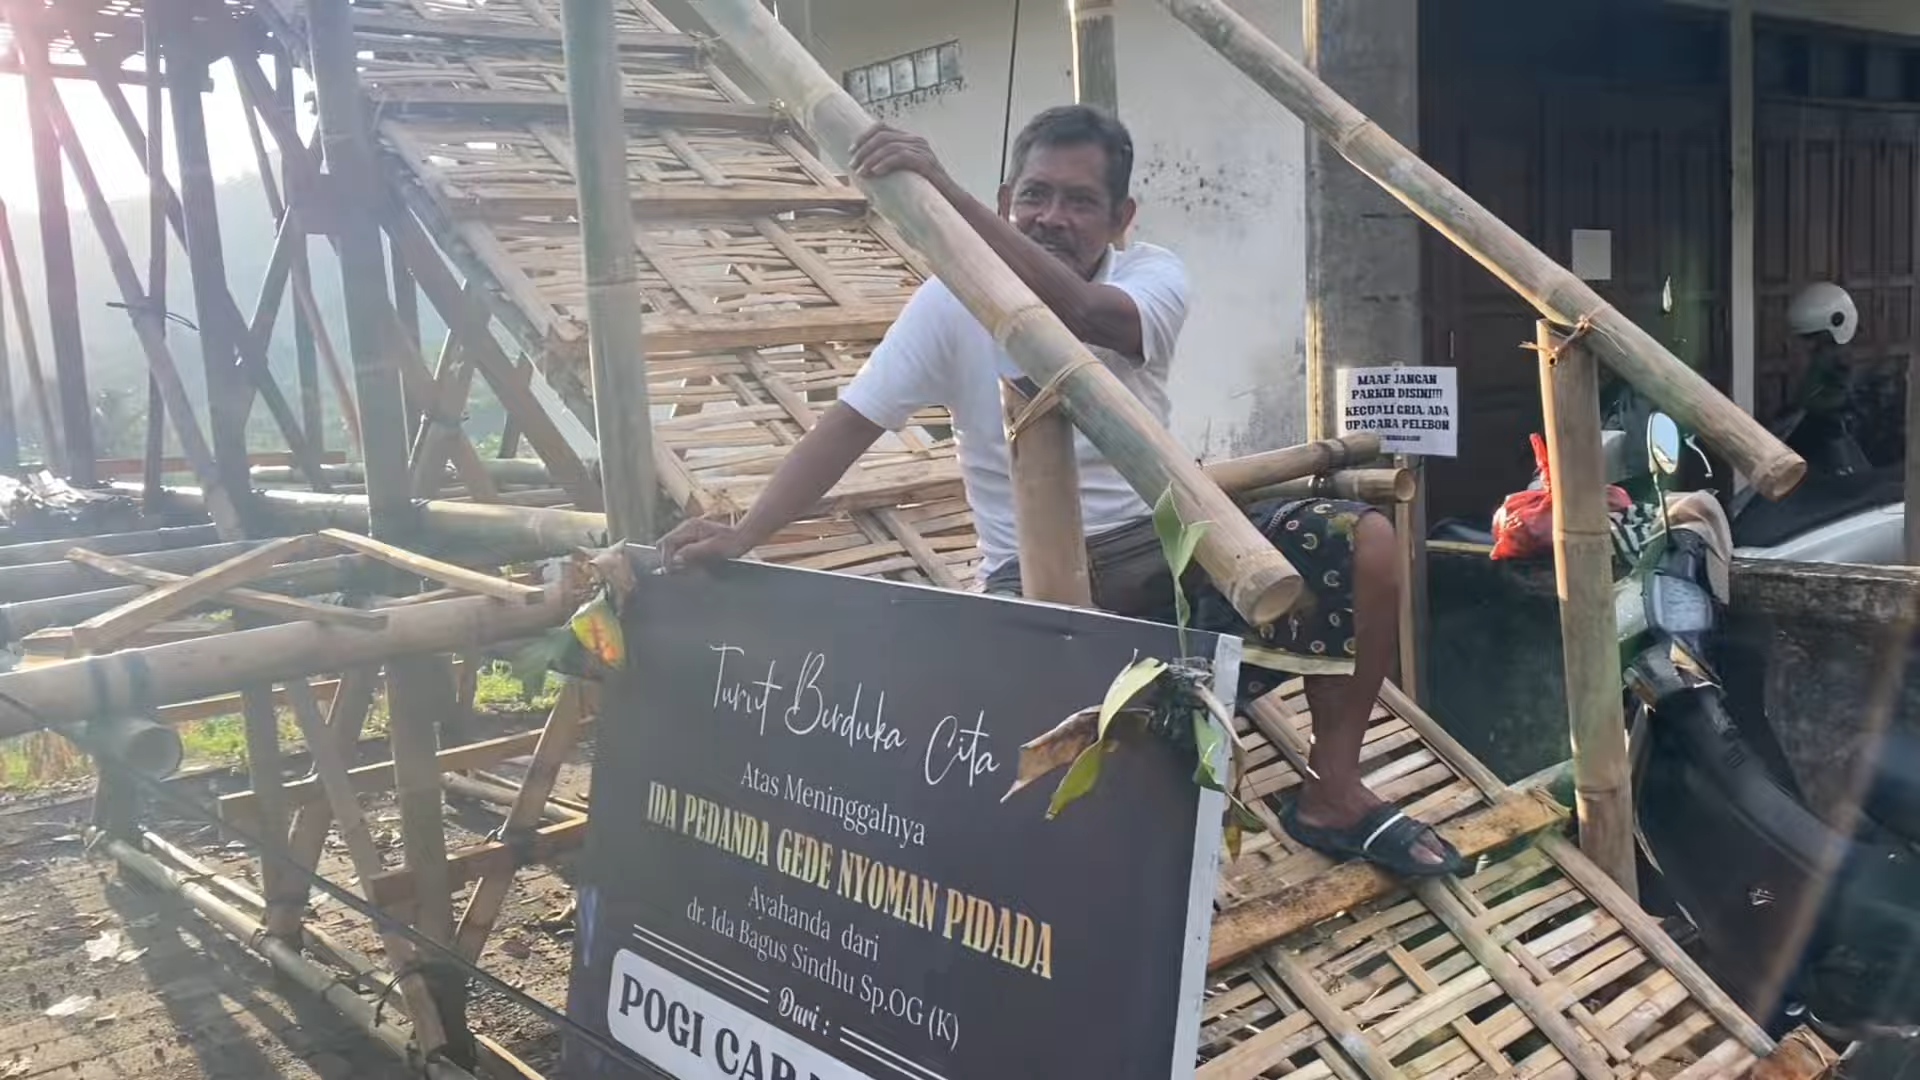 MAAF JANGAN
PARKIR DISINI!!!
KECUALI GRIA, ADA
UPACARA PELEBON
Turut Berduka Cita
Atas Meninggalnya
IDA PEDANDA GEDE NYOMAN PIDADA
Ayahanda dari
dr. Ida Bagus Sindhu Sp.OG (K)
Dari :
POGI